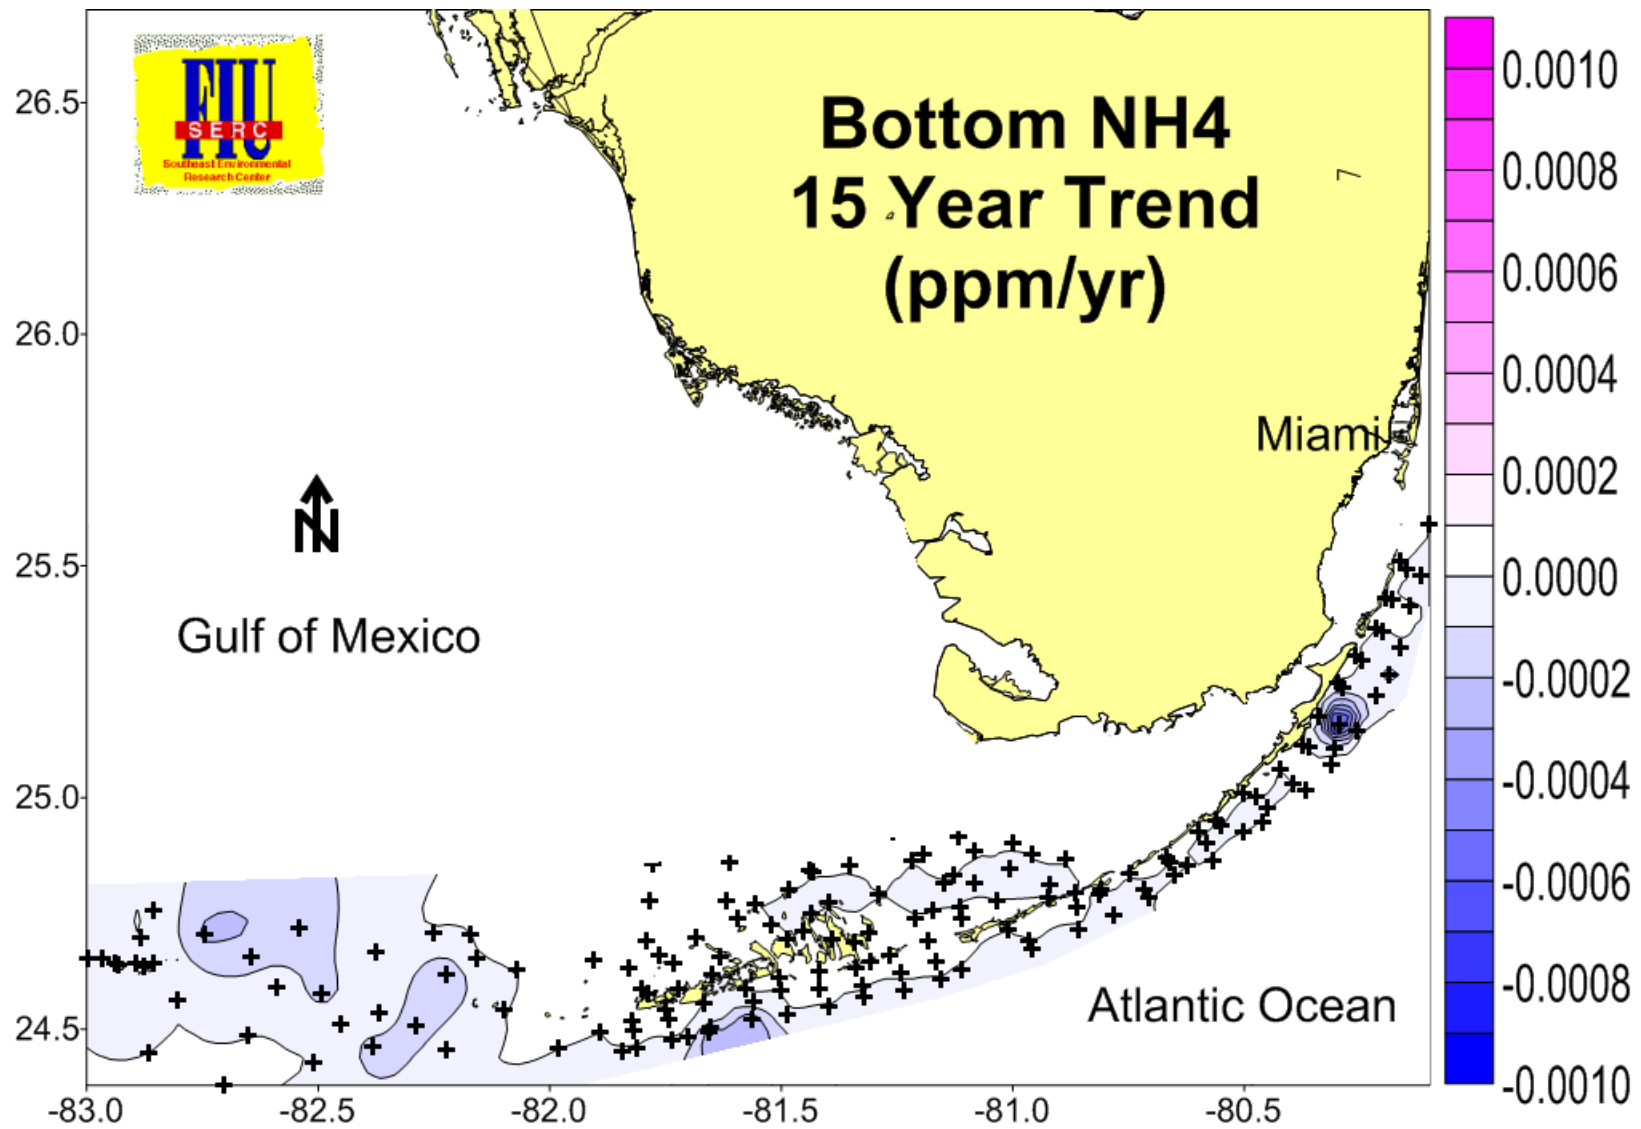 FIU
SERC
Southeast Environmental
Research Center
Bottom NH4
15 Year Trend
(ppm/yr)
Miami
N
Gulf of Mexico
Atlantic Ocean
26.5
26.0
25.5
25.0
24.5
-83.0
-82.5
-82.0
-81.5
-81.0
-80.5
0.0010
0.0008
0.0006
0.0004
0.0002
0.0000
-0.0002
-0.0004
-0.0006
-0.0008
-0.0010